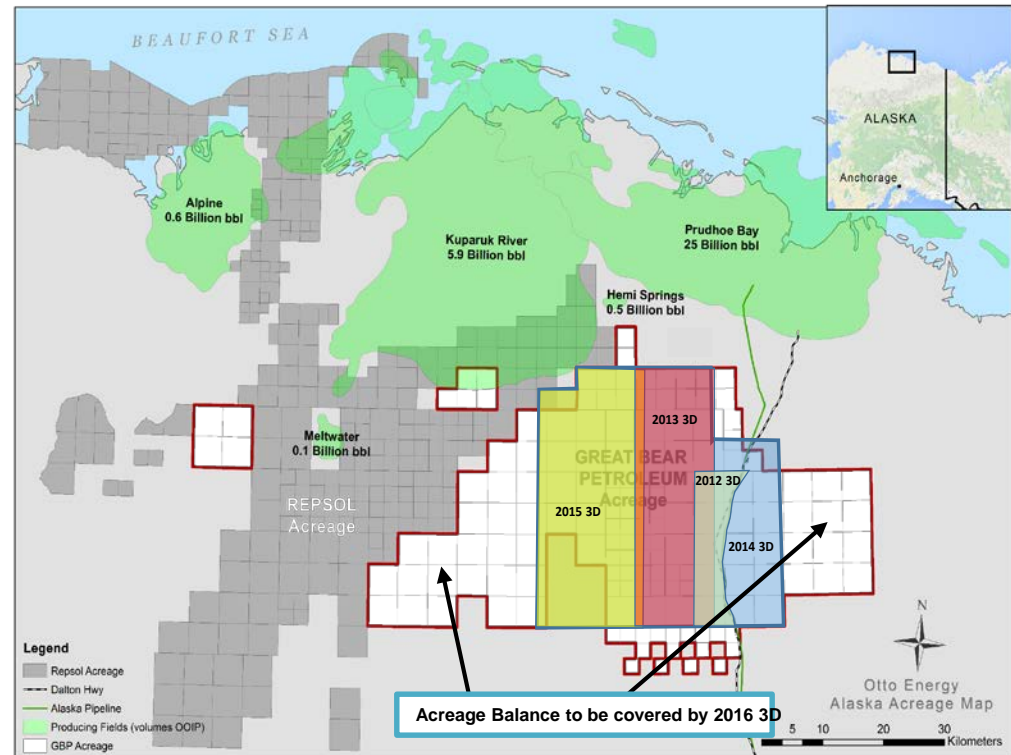 BEAUFORT SEA
ALASKA
Anchorage
Alpine
0.6 Billion bbl
Kuparuk River
5.9 Billion bbl
Prudhoe Bay
25 Billion bbl
Hemi Springs
0.5 Billion bbl
Meltwater
0.1 Billion bbl
REPSOL
Acreage
2013 3D
GREAT BEAR
PETROLEUM
Acreage
2012 3D
2015 3D
2014 3D
N
Otto Energy
Alaska Acreage Map
Acreage Balance to be covered by 2016 3D
5 10 20 30
Kilometers
Legend
Repsol Acreage
Dalton Hwy
Alaska Pipeline
Producing Fields (volumes OOIP)
GBP Acreage